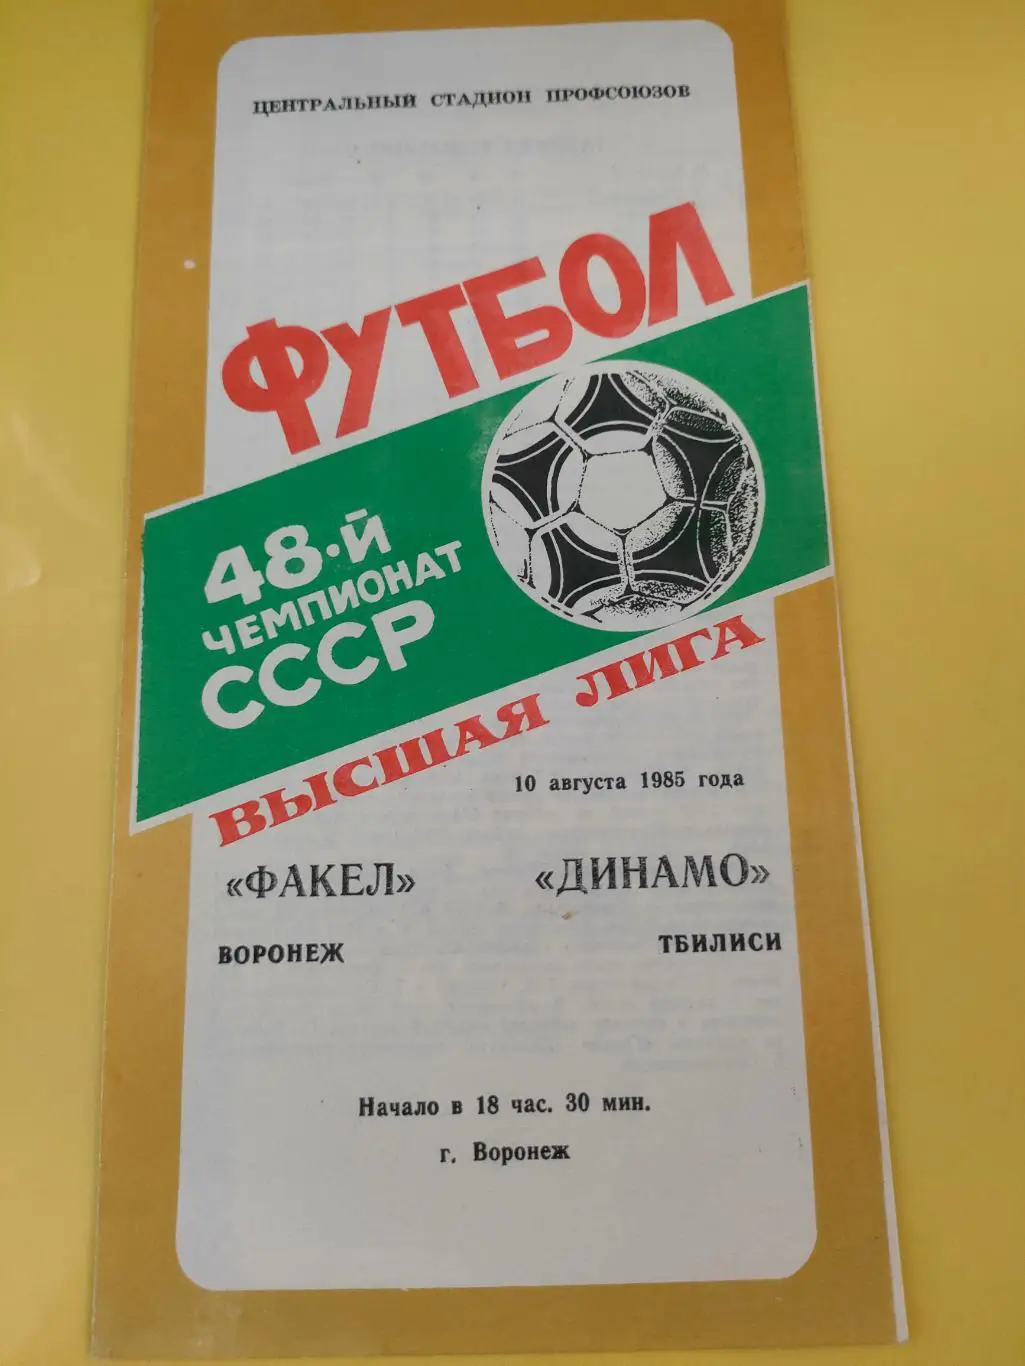 ЦЕНТРАЛЬНЫЙ СТАДИОН ПРОФСОЮЗОВ
ФУТБОЛ
48-й
ЧЕМПИОНАТ
СССР
ВЫСШАЯ ЛИГА
10 августа 1985 года
«ФАКЕЛ» «ДИНАМО»
ВОРОНЕЖ ТБИЛИСИ
Начало в 18 час. 30 мин.
г. Воронеж